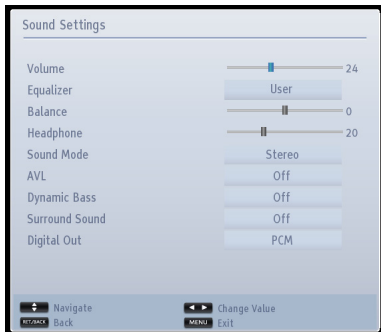 Sound Settings
Volume 24
Equalizer User
Balance 0
Headphone 20
Sound Mode Stereo
AVL Off
Dynamic Bass Off
Surround Sound Off
Digital Out PCM
Navigate Change Value
RET/BACK Back MENU Exit